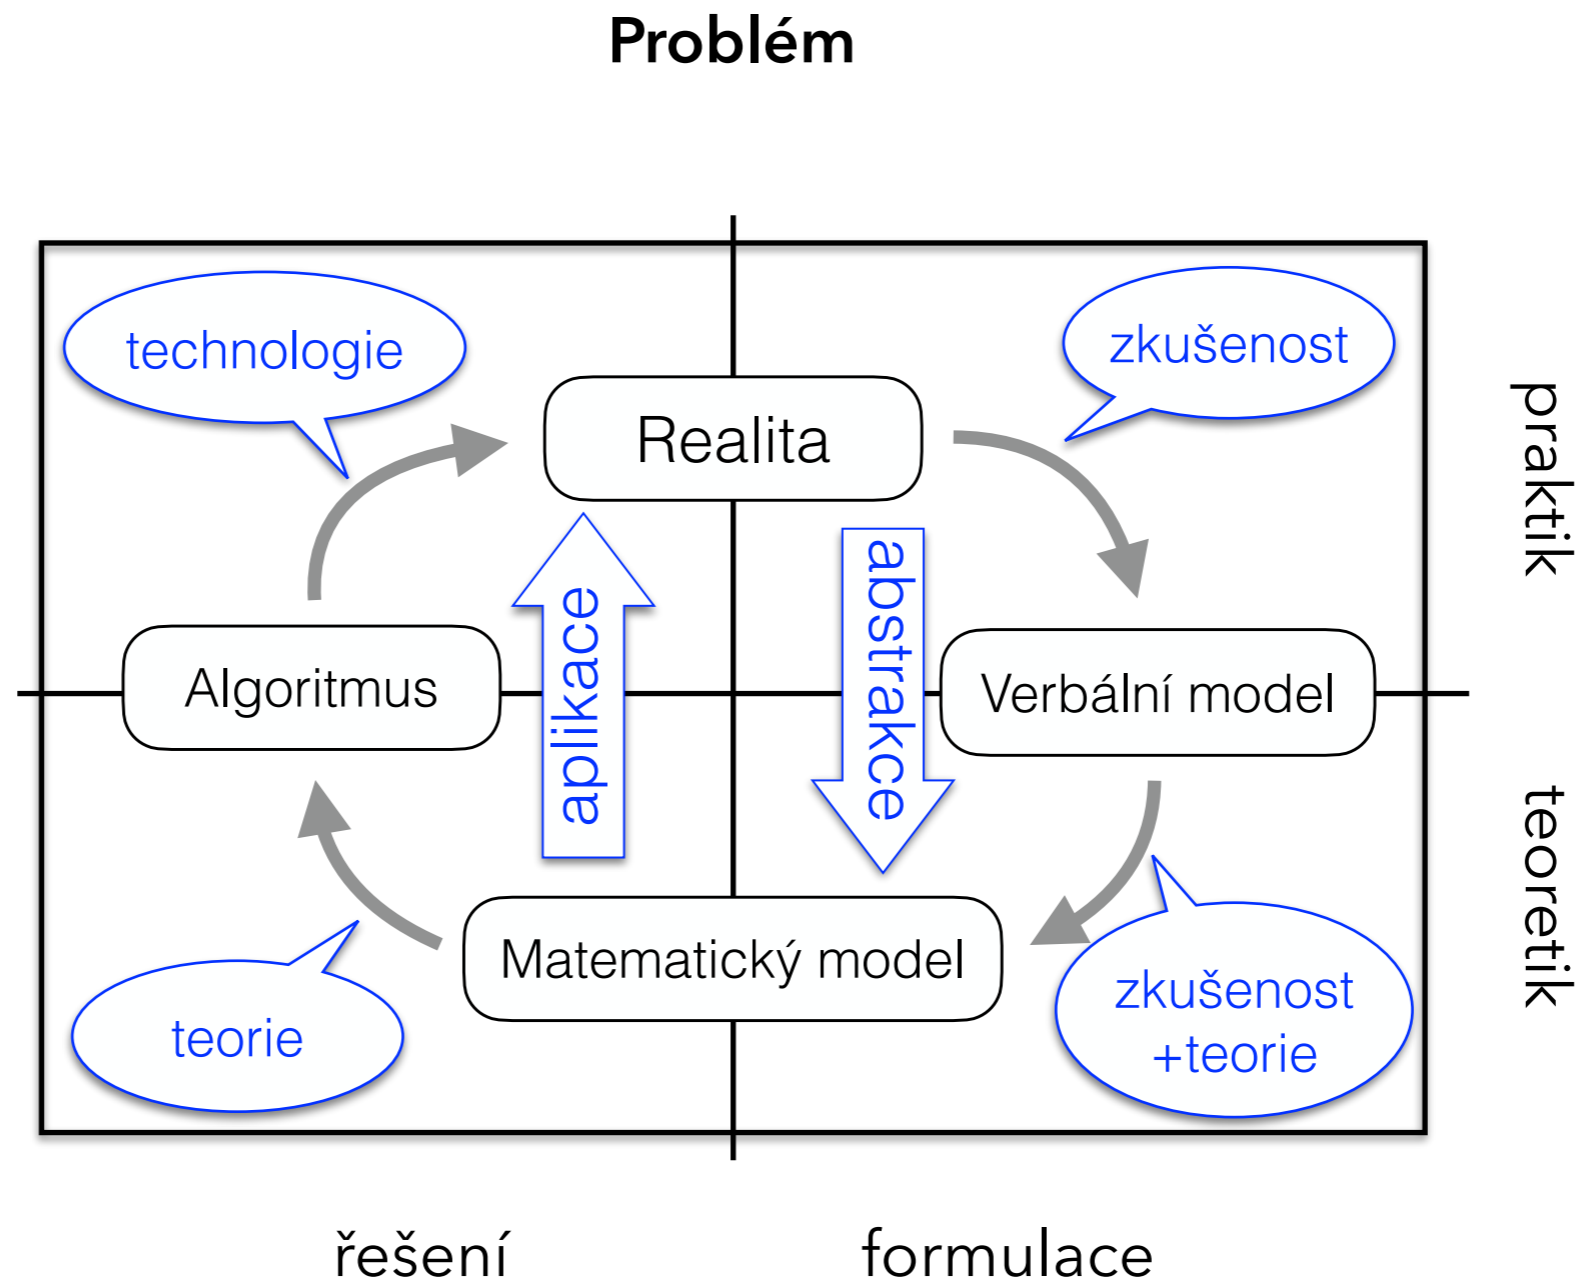 Problém
technologie
zkušenost
Realita
praktik
aplikace
abstrakce
Algoritmus
Verbální model
teoretik
Matematický model
teorie
zkušenost
+teorie
řešení
formulace